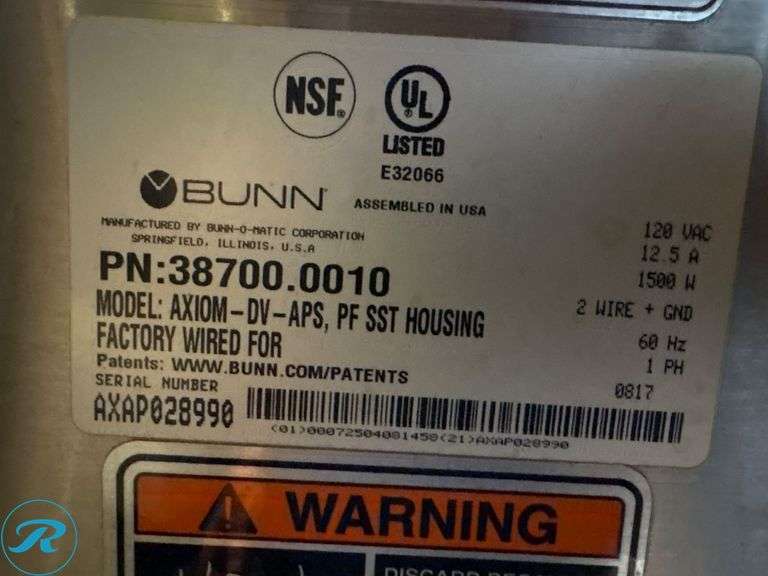 NSF®
UL®
LISTED
E32066
BUNN® ASSEMBLED IN USA
MANUFACTURED BY BUNN-O-MATIC CORPORATION
SPRINGFIELD, ILLINOIS, U.S.A
120 VAC
12.5 A
PN:38700.0010
1500 W
MODEL: AXIOM-DV-APS, PF SST HOUSING
2 WIRE + GND
FACTORY WIRED FOR
60 Hz
Patents: WWW.BUNN.COM/PATENTS
1 PH
SERIAL NUMBER
0817
AXAP028990
(01)00072504081458(21)AXAP028990
WARNING
DISCARD
R